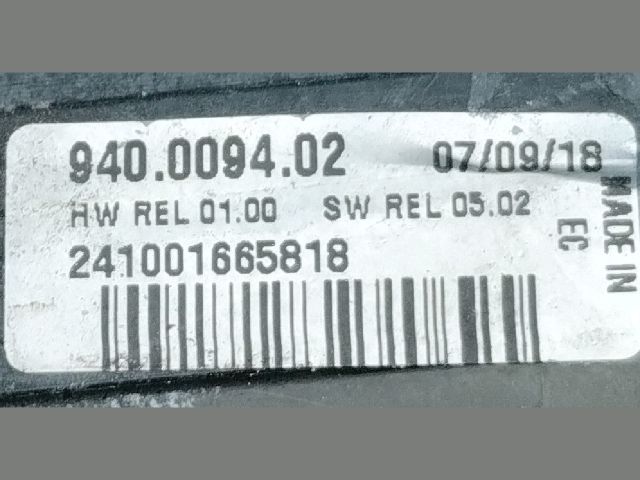 940.0094.02 07/09/18
HW REL 01.00 SW REL 05.02
241001665818
MADE IN
EC